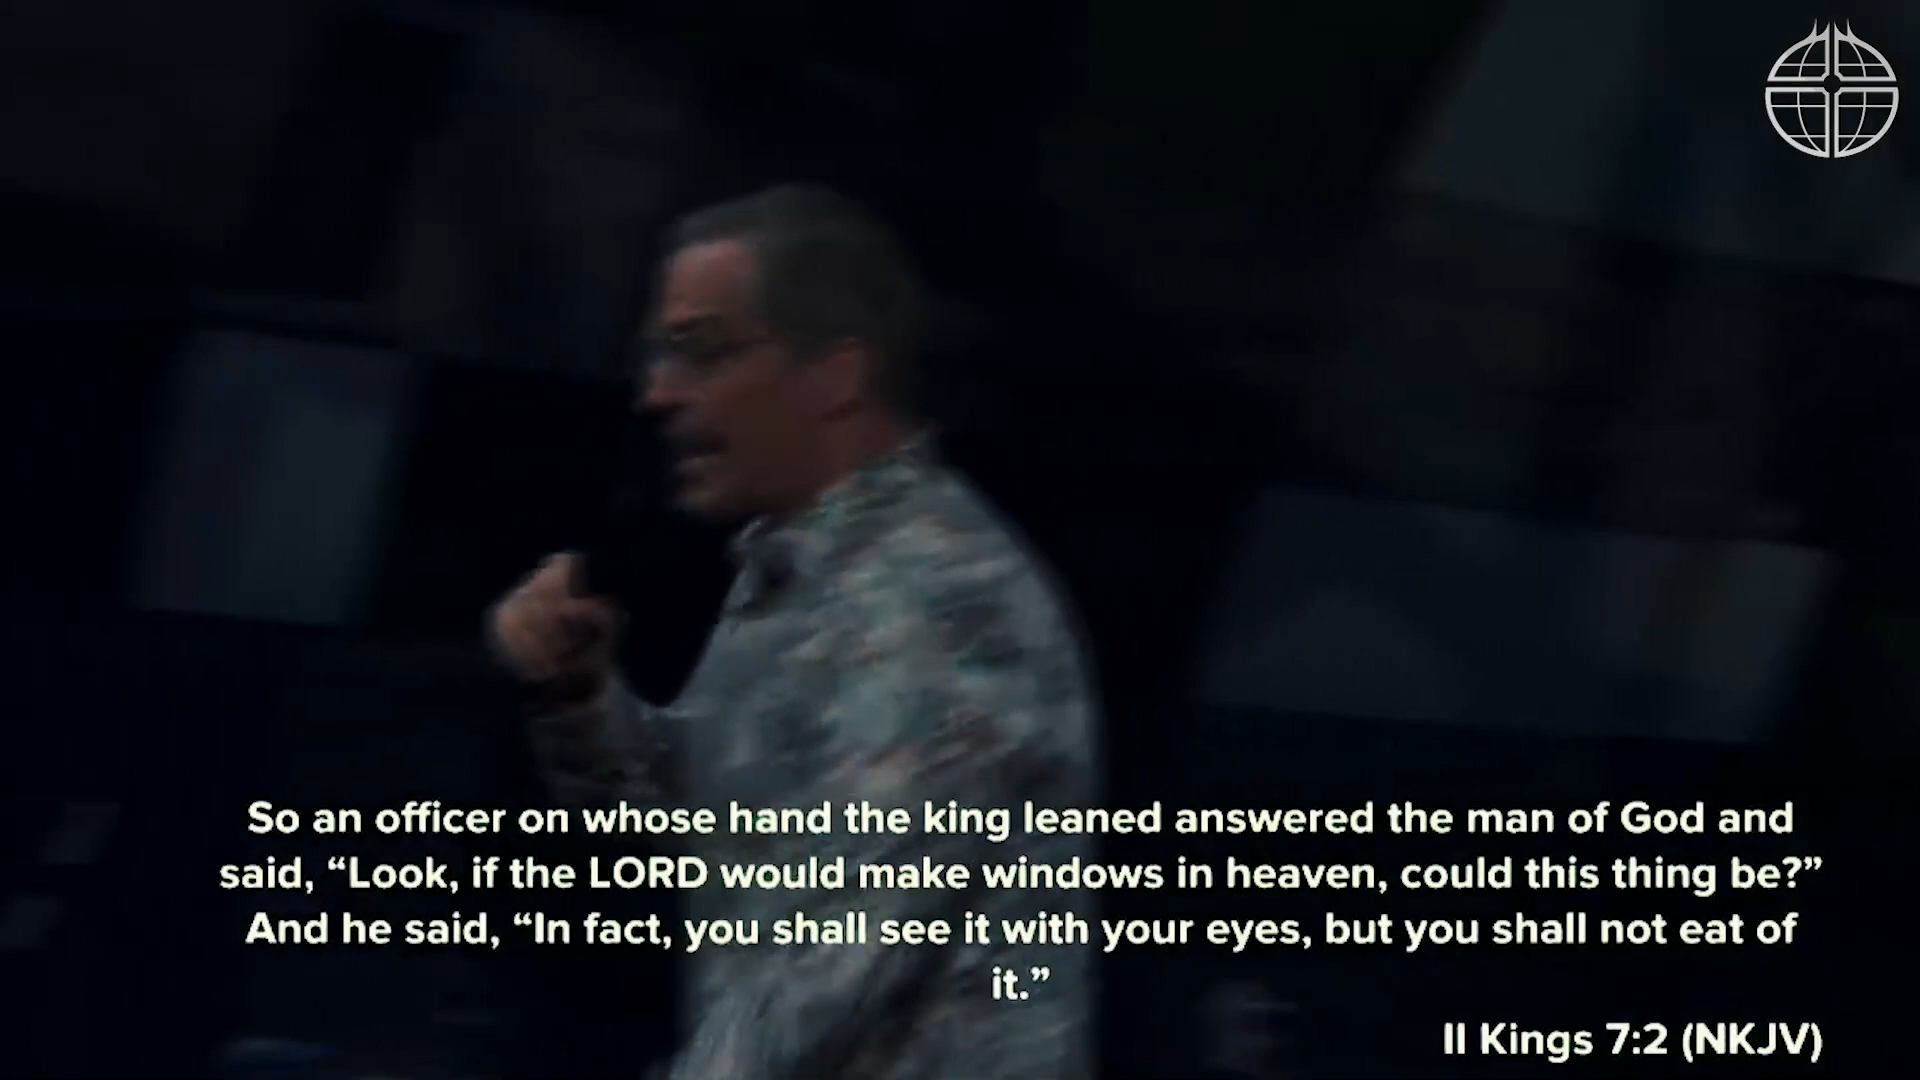 So an officer on whose hand the king leaned answered the man of God and
said, “Look, if the LORD would make windows in heaven, could this thing be?”
And he said, “In fact, you shall see it with your eyes, but you shall not eat of
it.”
II Kings 7:2 (NKJV)